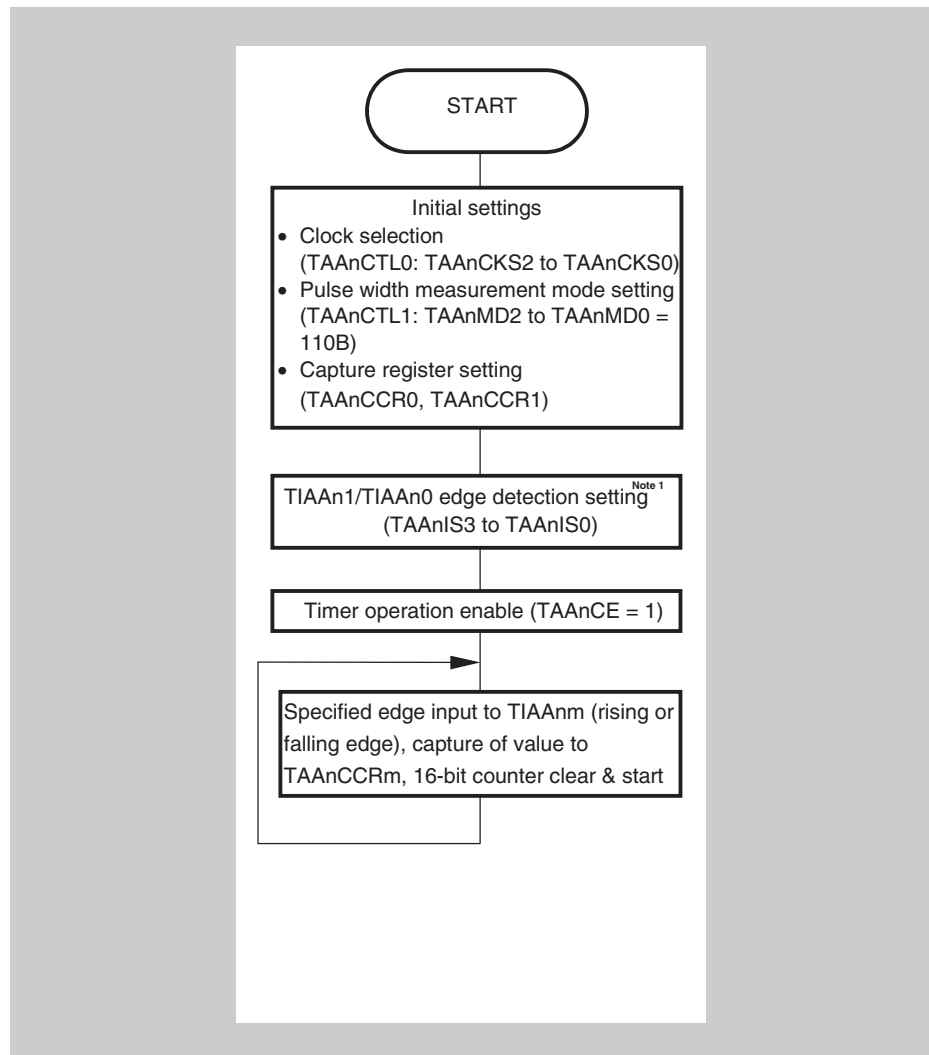 START
Initial settings
• Clock selection
(TAAnCTL0: TAAnCKS2 to TAAnCKS0)
• Pulse width measurement mode setting
(TAAnCTL1: TAAnMD2 to TAAnMD0 =
110B)
• Capture register setting
(TAAnCCR0, TAAnCCR1)
TIAAn1/TIAAn0 edge detection setting Note 1
(TAAnIS3 to TAAnIS0)
Timer operation enable (TAAnCE = 1)
Specified edge input to TIAAnm (rising or
falling edge), capture of value to
TAAnCCRm, 16-bit counter clear & start